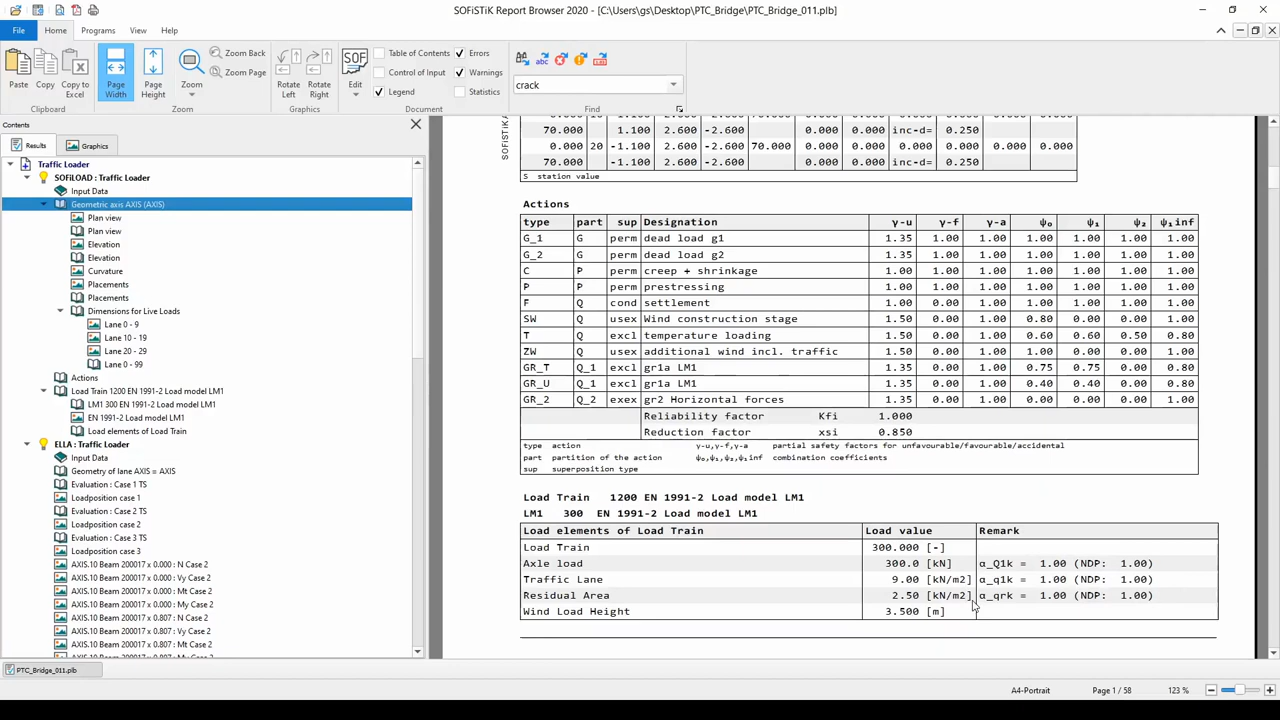 SOFiSTiK Report Browser 2020 - [C:\Users\gs\Desktop\PTC_Bridge\PTC_Bridge_011.plb]
File Home Programs View Help
Paste Copy Copy to Excel
Clipboard
Page Width Page Height Zoom Zoom Back Zoom Page
Zoom
Rotate Left Rotate Right
Graphics
SOF Edit
Table of Contents Errors
Control of Input Warnings
Legend Statistics
Document
abc
crack
Find
Contents
Results Graphics
Traffic Loader
SOFiLOAD : Traffic Loader
Input Data
Geometric axis AXIS (AXIS)
Plan view
Plan view
Elevation
Elevation
Curvature
Placements
Placements
Dimensions for Live Loads
Lane 0 - 9
Lane 10 - 19
Lane 20 - 29
Lane 0 - 99
Actions
Load Train 1200 EN 1991-2 Load model LM1
LM1 300 EN 1991-2 Load model LM1
EN 1991-2 Load model LM1
Load elements of Load Train
ELLA : Traffic Loader
Input Data
Geometry of lane AXIS = AXIS
Evaluation : Case 1 TS
Loadposition case 1
Evaluation : Case 2 TS
Loadposition case 2
Evaluation : Case 3 TS
Loadposition case 3
AXIS.10 Beam 200017 x 0.000 : N Case 2
AXIS.10 Beam 200017 x 0.000 : Vy Case 2
AXIS.10 Beam 200017 x 0.000 : Mt Case 2
AXIS.10 Beam 200017 x 0.000 : My Case 2
AXIS.10 Beam 200017 x 0.807 : N Case 2
AXIS.10 Beam 200017 x 0.807 : Vy Case 2
AXIS.10 Beam 200017 x 0.807 : Mt Case 2
SOFiSTiK
70.000 1.100 2.600 -2.600 0.000 0.000 inc-d= 0.250
0.000 20 -1.100 2.600 -2.600 70.000 0.000 0.000 0.000 0.000 0.000 0.000
70.000 -1.100 2.600 -2.600 0.000 0.000 inc-d= 0.250
S station value
Actions
type part sup Designation γ-u γ-f γ-a ψ₀ ψ₁ ψ₂ ψ₁inf
G_1 G perm dead load g1 1.35 1.00 1.00 1.00 1.00 1.00 1.00
G_2 G perm dead load g2 1.35 1.00 1.00 1.00 1.00 1.00 1.00
C P perm creep + shrinkage 1.00 1.00 1.00 1.00 1.00 1.00 1.00
P P perm prestressing 1.00 1.00 1.00 1.00 1.00 1.00 1.00
F Q cond settlement 1.00 0.00 1.00 1.00 1.00 1.00 1.00
SW Q usex Wind construction stage 1.50 0.00 1.00 0.80 0.00 0.00 1.00
T Q excl temperature loading 1.50 0.00 1.00 0.60 0.60 0.50 0.80
ZW Q usex additional wind incl. traffic 1.50 0.00 1.00 1.00 0.00 0.00 1.00
GR_T Q_1 excl gr1a LM1 1.35 0.00 1.00 0.75 0.75 0.00 0.80
GR_U Q_1 excl gr1a LM1 1.35 0.00 1.00 0.40 0.40 0.00 0.80
GR_2 Q_2 exex gr2 Horizontal forces 1.35 0.00 1.00 0.00 0.00 0.00 1.00
Reliability factor Kfi 1.000
Reduction factor xsi 0.850
type action γ-u,γ-f,γ-a partial safety factors for unfavourable/favourable/accidental
part partition of the action ψ₀,ψ₁,ψ₂,ψ₁inf combination coefficients
sup superposition type
Load Train 1200 EN 1991-2 Load model LM1
LM1 300 EN 1991-2 Load model LM1
Load elements of Load Train Load value Remark
Load Train 300.000 [-]
Axle load 300.0 [kN] α_Q1k = 1.00 (NDP: 1.00)
Traffic Lane 9.00 [kN/m2] α_q1k = 1.00 (NDP: 1.00)
Residual Area 2.50 [kN/m2] α_qrk = 1.00 (NDP: 1.00)
Wind Load Height 3.500 [m]
PTC_Bridge_011.plb
A4-Portrait Page 1 / 58 123 %